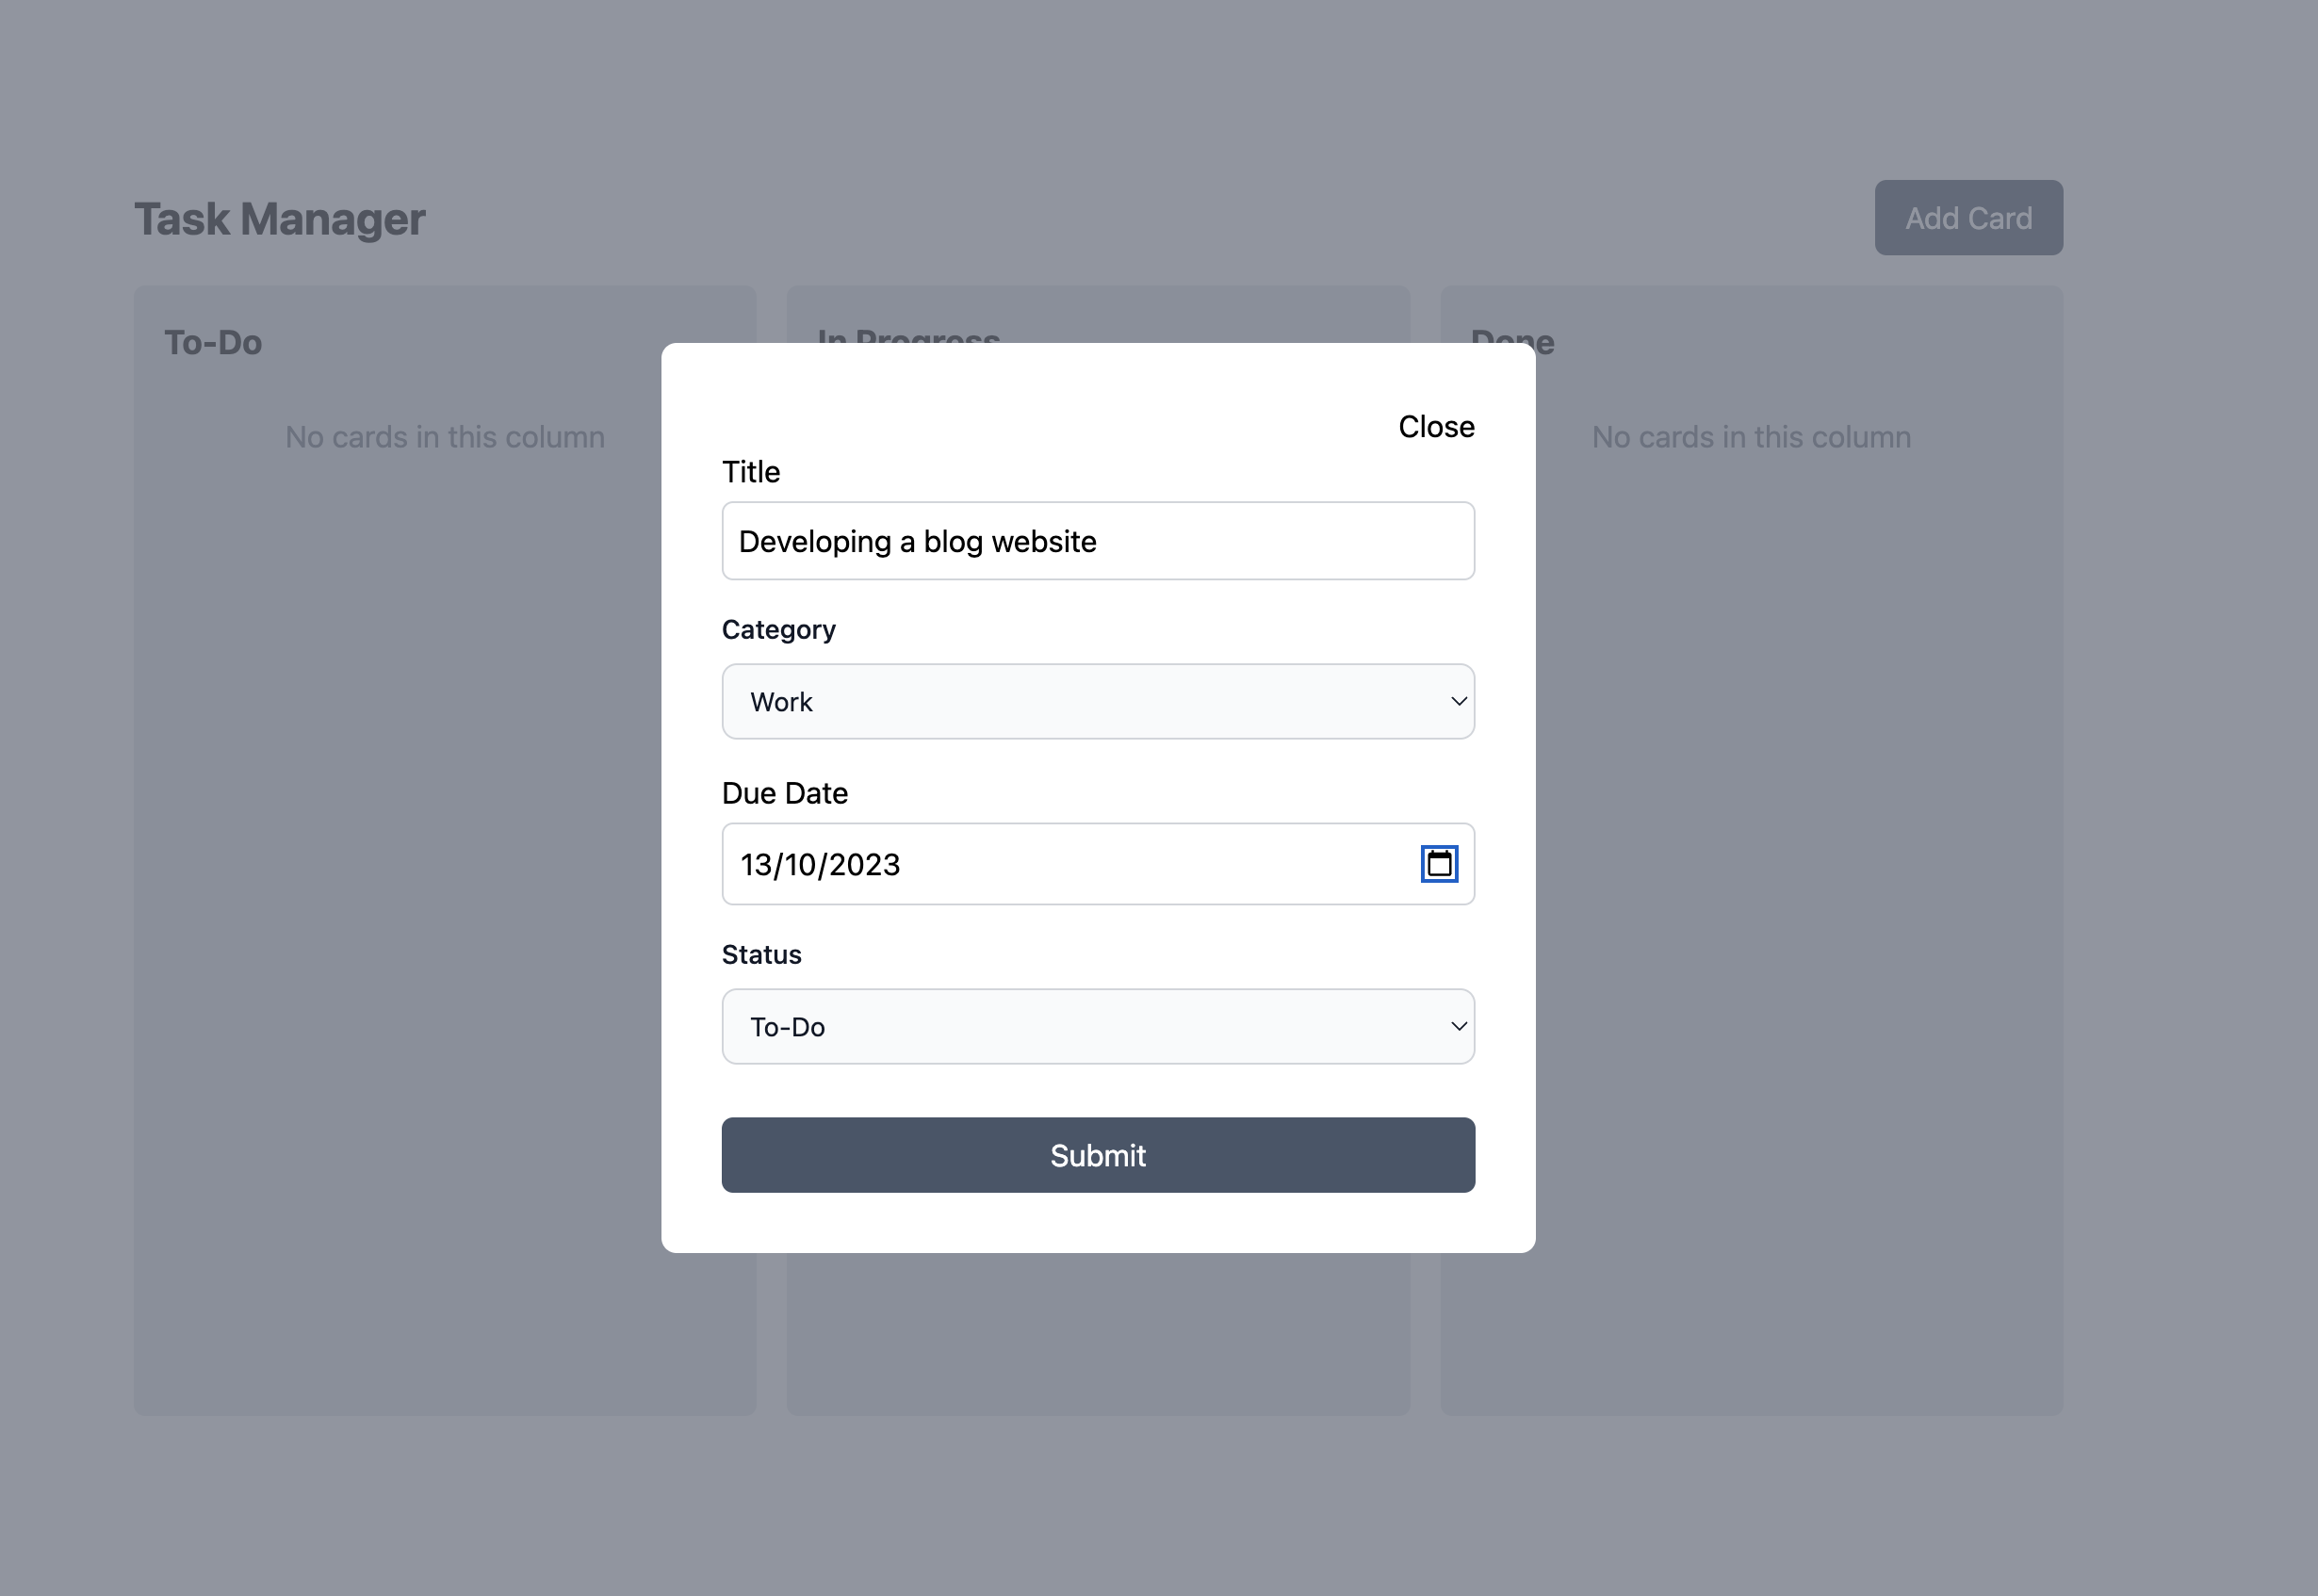 Task Manager
Add Card
To-Do
In Progress
Done
No cards in this column
No cards in this column
Close
Title
Developing a blog website
Category
Work
Due Date
13/10/2023
Status
To-Do
Submit